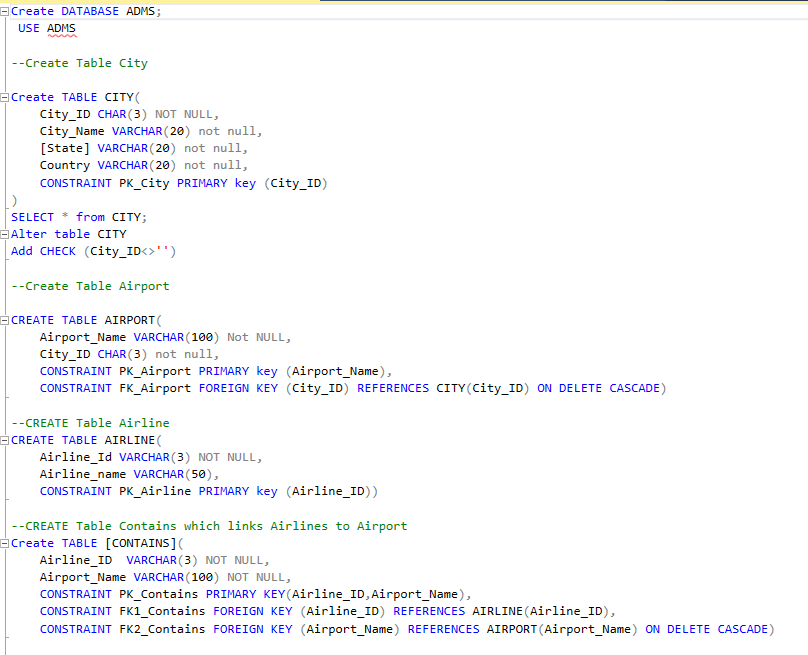 Create DATABASE ADMS;
USE ADMS
--Create Table City
Create TABLE CITY(
City_ID CHAR(3) NOT NULL,
City_Name VARCHAR(20) not null,
[State] VARCHAR(20) not null,
Country VARCHAR(20) not null,
CONSTRAINT PK_City PRIMARY key (City_ID)
)
SELECT * from CITY;
Alter table CITY
Add CHECK (City_ID<>'')
--Create Table Airport
CREATE TABLE AIRPORT(
Airport_Name VARCHAR(100) Not NULL,
City_ID CHAR(3) not null,
CONSTRAINT PK_Airport PRIMARY key (Airport_Name),
CONSTRAINT FK_Airport FOREIGN KEY (City_ID) REFERENCES CITY(City_ID) ON DELETE CASCADE)
--CREATE Table Airline
CREATE TABLE AIRLINE(
Airline_Id VARCHAR(3) NOT NULL,
Airline_name VARCHAR(50),
CONSTRAINT PK_Airline PRIMARY key (Airline_ID))
--CREATE Table Contains which links Airlines to Airport
Create TABLE [CONTAINS](
Airline_ID  VARCHAR(3) NOT NULL,
Airport_Name VARCHAR(100) NOT NULL,
CONSTRAINT PK_Contains PRIMARY KEY(Airline_ID,Airport_Name),
CONSTRAINT FK1_Contains FOREIGN KEY (Airline_ID) REFERENCES AIRLINE(Airline_ID),
CONSTRAINT FK2_Contains FOREIGN KEY (Airport_Name) REFERENCES AIRPORT(Airport_Name) ON DELETE CASCADE)